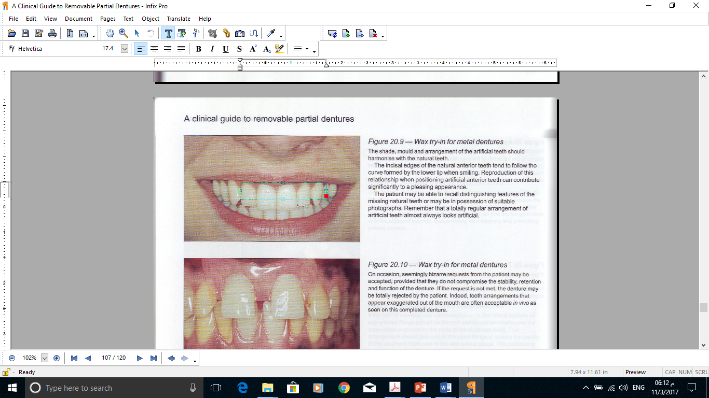 A Clinical Guide to Removable Partial Dentures - Infix Pro
File Edit View Document Pages Text Object Translate Help
Helvetica 17.4 B I U S A A
A clinical guide to removable partial dentures
Figure 20.9 — Wax try-in for metal dentures
The shade, mould and arrangement of the artificial teeth should
harmonise with the natural teeth.
The incisal edges of the natural anterior teeth tend to follow the
curve formed by the lower lip when smiling. Reproduction of this
relationship when positioning artificial anterior teeth can contribute
significantly to a pleasing appearance.
The patient may be able to recall distinguishing features of the
missing natural teeth or may be in possession of suitable
photographs. Remember that a totally regular arrangement of
artificial teeth almost always looks artificial.
Figure 20.10 — Wax try-in for metal dentures
On occasion, seemingly bizarre requests from the patient may be
accepted, provided that they do not compromise the stability, retention
and function of the denture. If the request is not met, the denture may
be totally rejected by the patient. Indeed, tooth arrangements that
appear exaggerated out of the mouth are often acceptable in vivo as
soon on this completed denture.
102% 107 / 120
Ready 7.94 x 11.61 in Preview CAP NUM SCRL
Type here to search ENG 06:12 م
11/3/2017